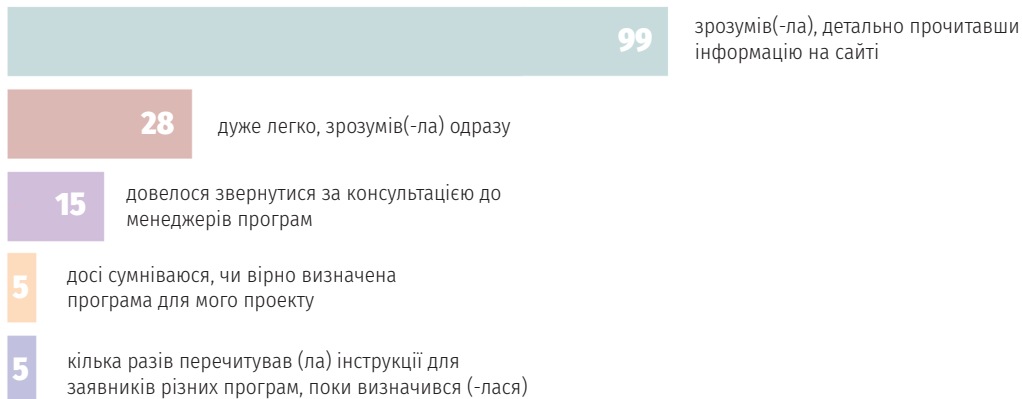 99
зрозумів(-ла), детально прочитавши
інформацію на сайті
28
дуже легко, зрозумів(-ла) одразу
15
довелося звернутися за консультацією до
менеджерів програм
5
досі сумніваюся, чи вірно визначена
програма для мого проекту
5
кілька разів перечитував (ла) інструкції для
заявників різних програм, поки визначився (-лася)